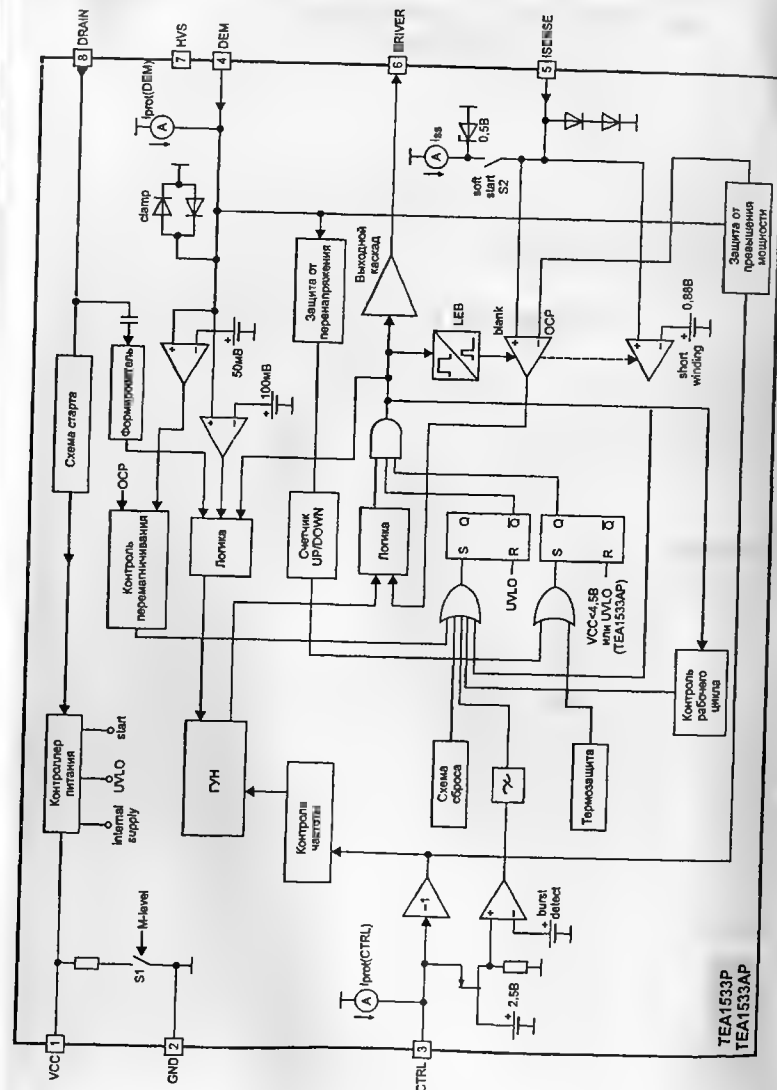 VCC
1
GND
2
CTRL
3
DRAIN
8
HVS
7
DEM
4
DRIVER
6
ISENSE
5
Контроллер
питания
internal
supply
UVLO
start
S1
M-level
Схема старта
clamp
Iprot(DEM)
A
Формирователь
Контроль
перемагничивания
OCP
50мВ
100мВ
Логика
ГУН
Контроль
частоты
Защита от
перенапряжения
Счетчик
UP/DOWN
Выходной
каскад
LEB
blank
OCP
soft
start
S2
Iss
A
0,5В
Защита от
превышения
мощности
short
winding
0,88В
Логика
S
Q
R
Q
UVLO
S
Q
R
Q
VCC<4,5В
или UVLO
(TEA1533AP)
Схема
сброса
Термозащита
Контроль
рабочего
цикла
Iprot(CTRL)
A
-1
2,5В
burst
detect
TEA1533P
TEA1533AP